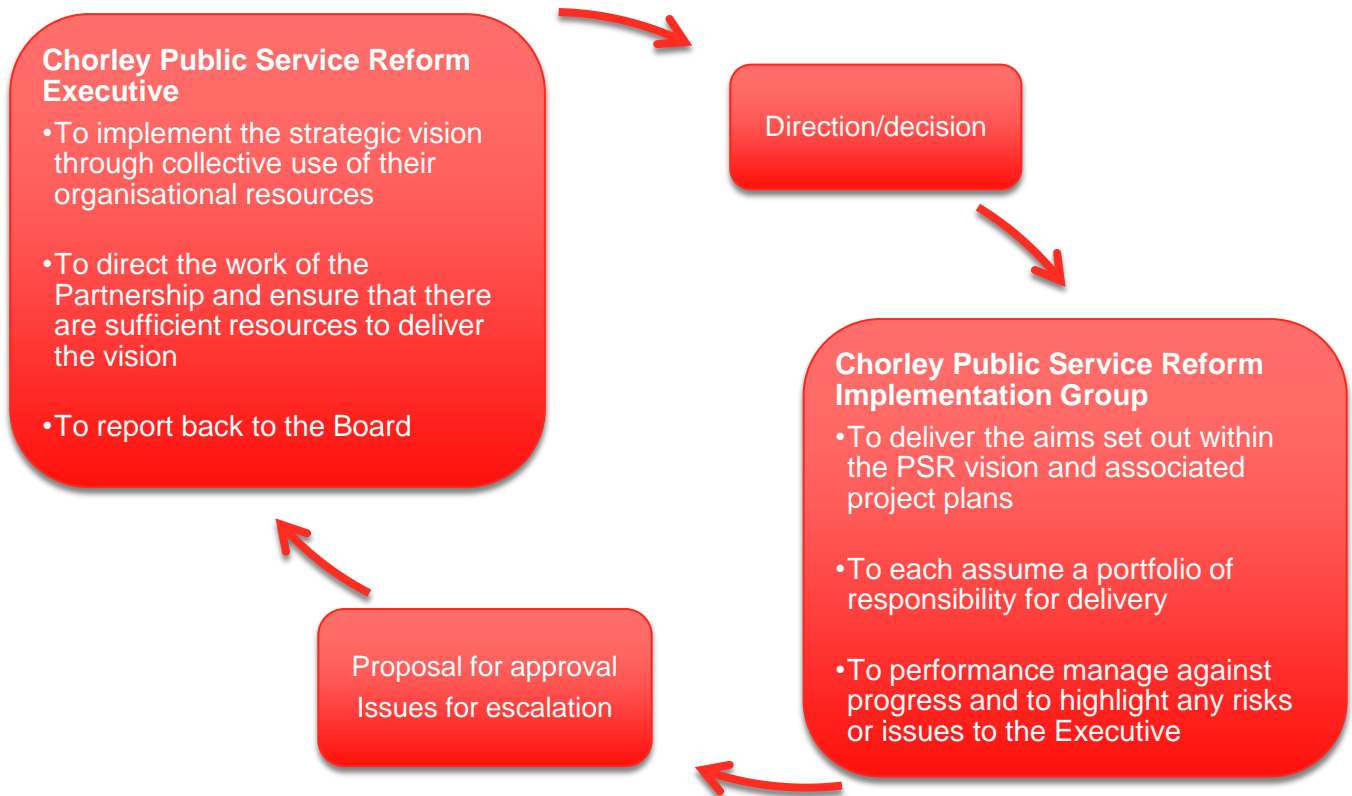 Chorley Public Service Reform
Executive
•To implement the strategic vision
through collective use of their
organisational resources
•To direct the work of the
Partnership and ensure that there
are sufficient resources to deliver
the vision
•To report back to the Board
Direction/decision
Chorley Public Service Reform
Implementation Group
•To deliver the aims set out within
the PSR vision and associated
project plans
•To each assume a portfolio of
responsibility for delivery
•To performance manage against
progress and to highlight any risks
or issues to the Executive
Proposal for approval
Issues for escalation